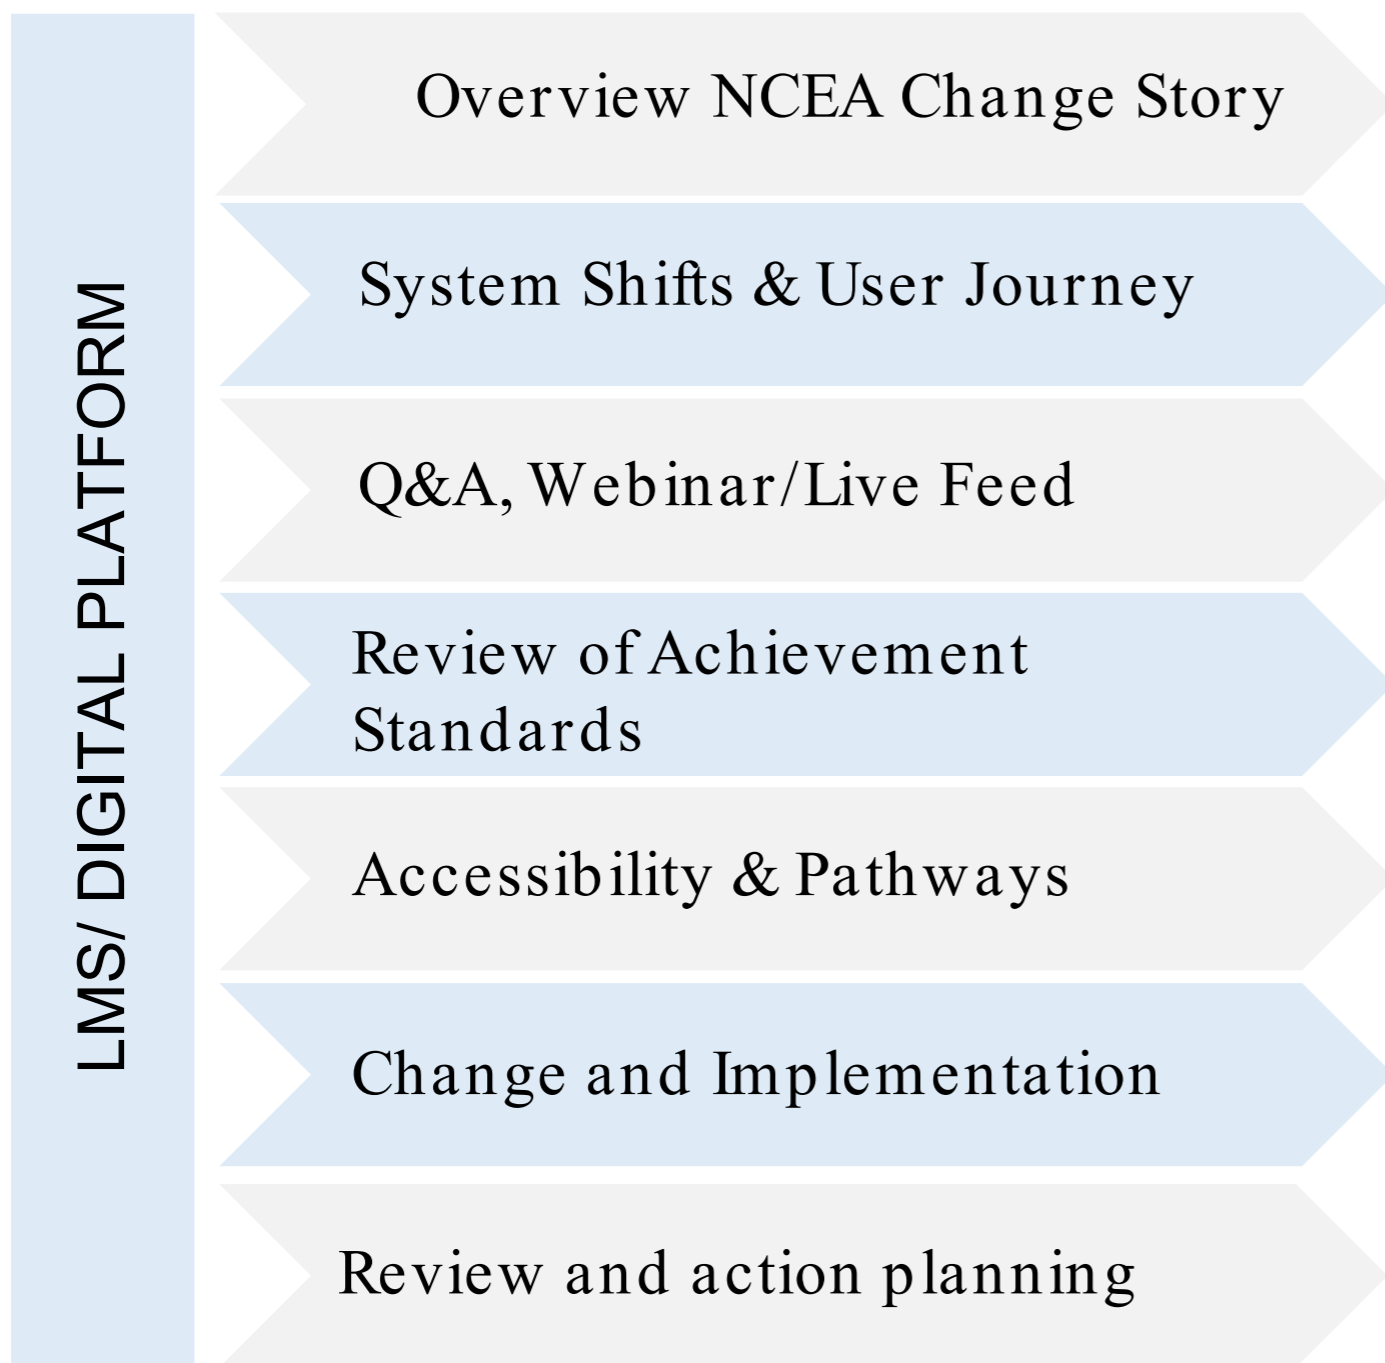 LMS/ DIGITAL PLATFORM
Overview NCEA Change Story
System Shifts & User Journey
Q&A, Webinar/Live Feed
Review of Achievement
Standards
Accessibility & Pathways
Change and Implementation
Review and action planning